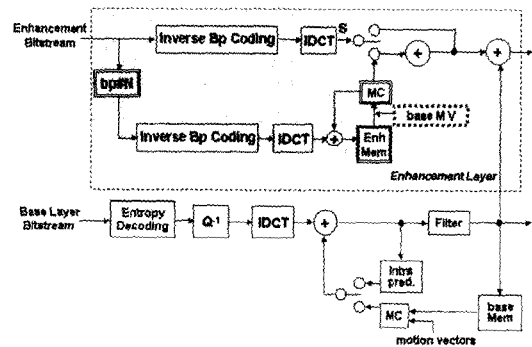 Enhancement
Bitstream
Inverse Bp Coding
IDCT
S
bp#N
MC
base MV
Inverse Bp Coding
IDCT
Enh
Mem
Enhancement Layer
Base Layer
Bitstream
Entropy
Decoding
Q-1
IDCT
Filter
Intra
pred.
MC
base
Mem
motion vectors